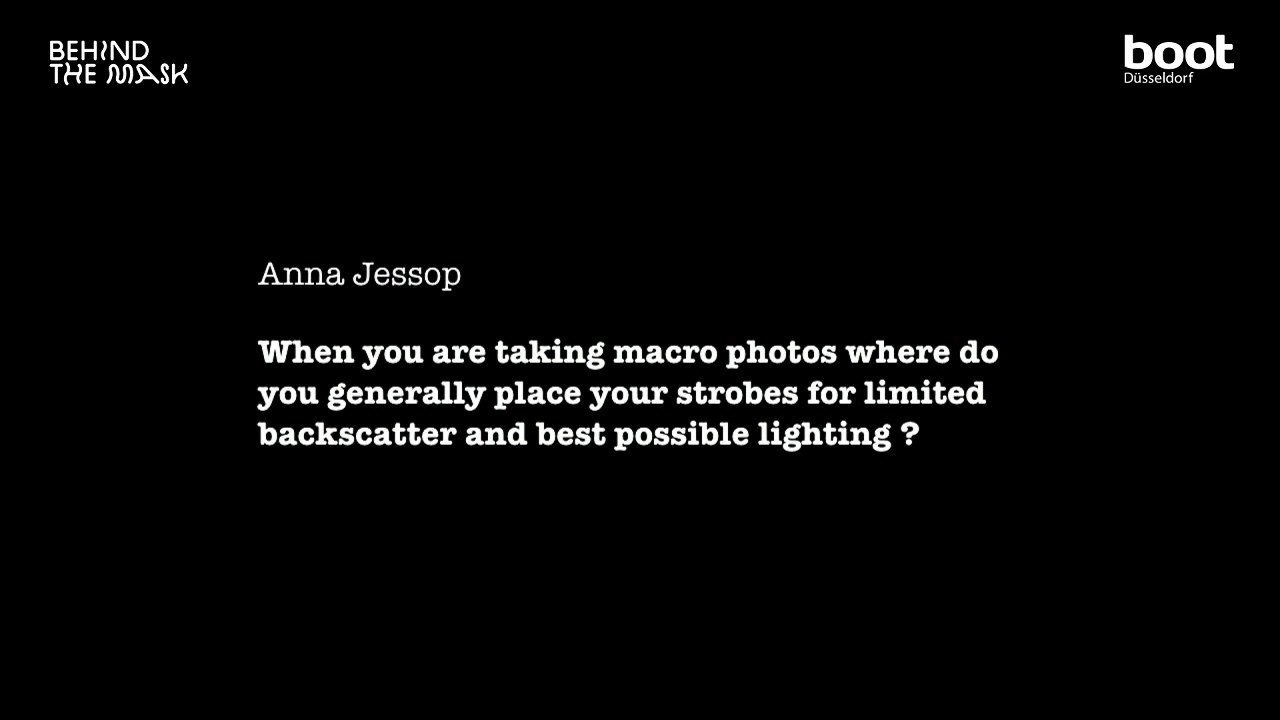 BEHIND
THE MASK
boot
Düsseldorf
Anna Jessop
When you are taking macro photos where do
you generally place your strobes for limited
backscatter and best possible lighting ?